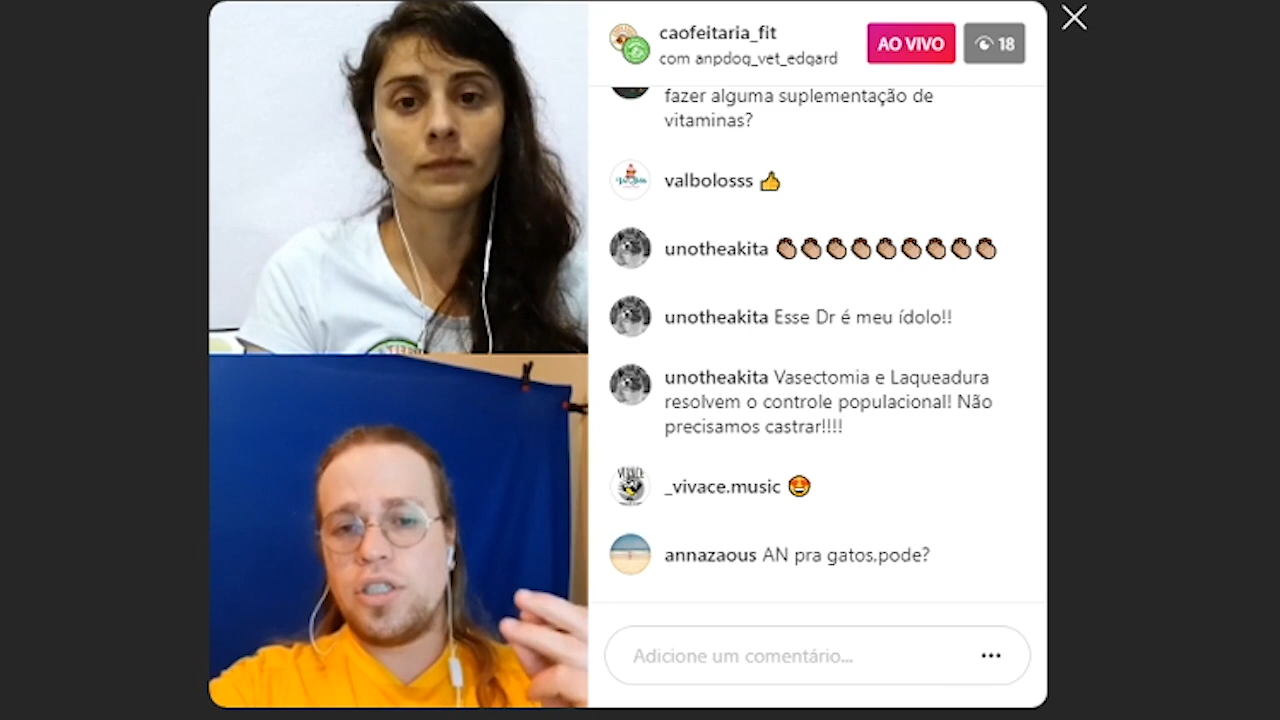 caofeitaria_fit
com anpdog_vet_edgard
AO VIVO
18
fazer alguma suplementação de
vitaminas?
valbolosss 👍
unotheakita 👏👏👏👏👏👏👏👏👏
unotheakita Esse Dr é meu ídolo!!
unotheakita Vasectomia e Laqueadura
resolvem o controle populacional! Não
precisamos castrar!!!!
_vivace.music 🤩
annazaous AN pra gatos.pode?
Adicione um comentário...